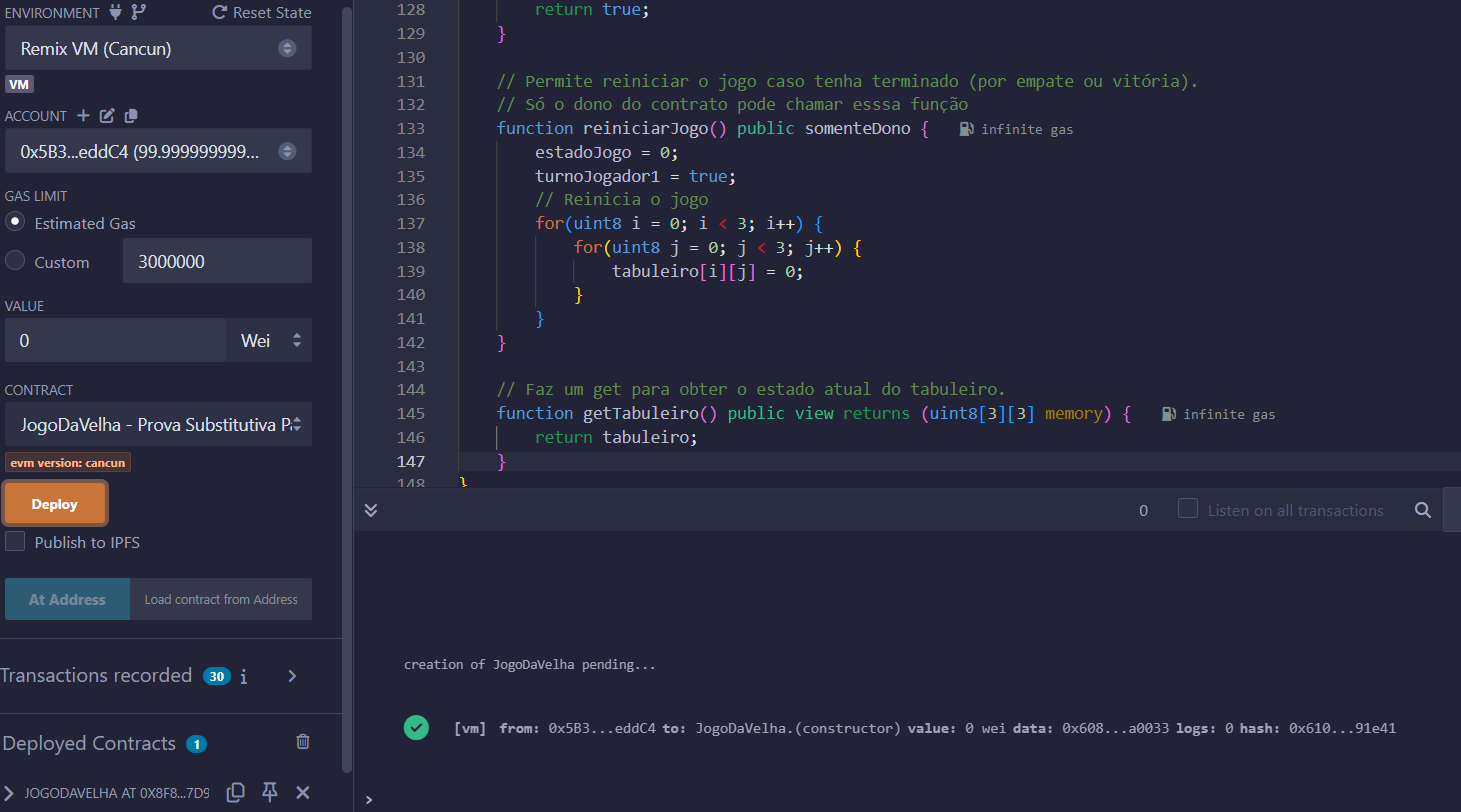 ENVIRONMENT
Reset State
Remix VM (Cancun)
VM
ACCOUNT
0x5B3...eddC4 (99.999999999...
GAS LIMIT
Estimated Gas
Custom
3000000
VALUE
0
Wei
CONTRACT
JogoDaVelha - Prova Substitutiva P
evm version: cancun
Deploy
Publish to IPFS
At Address
Load contract from Address
Transactions recorded 30 i
Deployed Contracts 1
JOGODAVELHA AT 0X8F8...7D9
128 return true;
129 }
130
131 // Permite reiniciar o jogo caso tenha terminado (por empate ou vitória).
132 // Só o dono do contrato pode chamar esssa função
133 function reiniciarJogo() public somenteDono { infinite gas
134 estadoJogo = 0;
135 turnoJogador1 = true;
136 // Reinicia o jogo
137 for(uint8 i = 0; i < 3; i++) {
138 for(uint8 j = 0; j < 3; j++) {
139 tabuleiro[i][j] = 0;
140 }
141 }
142 }
143
144 // Faz um get para obter o estado atual do tabuleiro.
145 function getTabuleiro() public view returns (uint8[3][3] memory) { infinite gas
146 return tabuleiro;
147 }
148 }
0
Listen on all transactions
creation of JogoDaVelha pending...
[vm] from: 0x5B3...eddC4 to: JogoDaVelha.(constructor) value: 0 wei data: 0x608...a0033 logs: 0 hash: 0x610...91e41
>